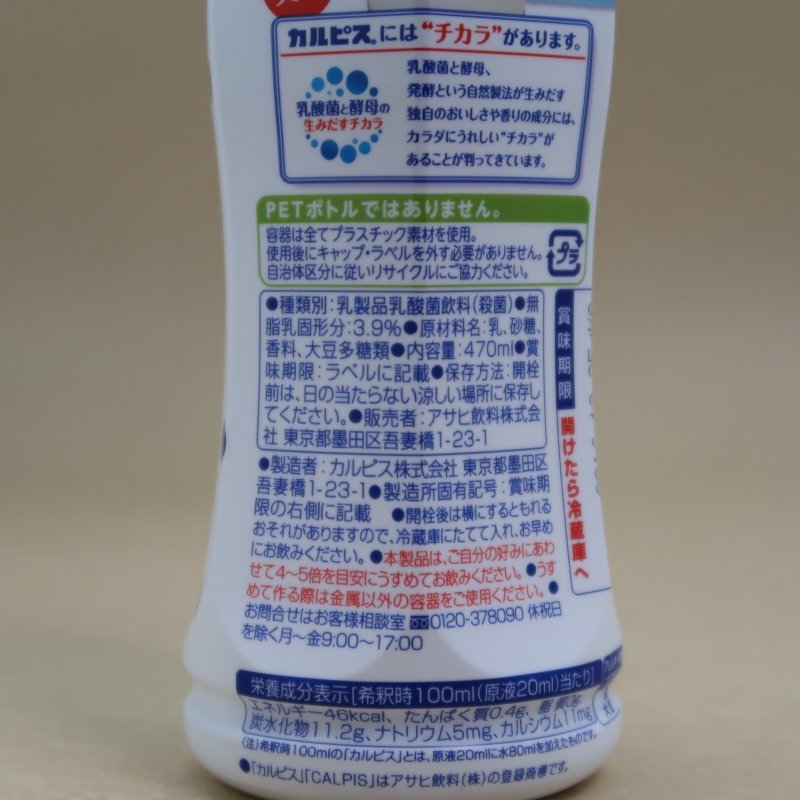 カルピス®には“チカラ”があります。
乳酸菌と酵母の
生みだすチカラ
乳酸菌と酵母、
発酵という自然製法が生みだす
独自のおいしさや香りの成分には、
カラダにうれしい“チカラ”が
あることが判ってきています。
PETボトルではありません。
容器は全てプラスチック素材を使用。
使用後にキャップ・ラベルを外す必要がありません。
自治体区分に従いリサイクルにご協力ください。
プラ
●種類別:乳製品乳酸菌飲料(殺菌)●無
脂乳固形分:3.9%●原材料名:乳、砂糖、
香料、大豆多糖類●内容量:470ml●賞
味期限:ラベルに記載●保存方法:開栓
前は、日の当たらない涼しい場所に保存し
てください。●販売者:アサヒ飲料株式会
社 東京都墨田区吾妻橋1-23-1
賞味期限
開けたら冷蔵庫へ
●製造者:カルピス株式会社 東京都墨田区
吾妻橋1-23-1●製造所固有記号:賞味期
限の右側に記載 ●開栓後は横にするともれる
おそれがありますので、冷蔵庫にたてて入れ、お早め
にお飲みください。●本製品は、ご自分の好みにあわ
せて4〜5倍を目安にうすめてお飲みください。●うす
めて作る際は金属以外の容器をご使用ください。●
お問合せはお客様相談室 0120-378090 休祝日
を除く月〜金9:00〜17:00
栄養成分表示[希釈時100ml(原液20ml)当たり]
エネルギー46kcal、たんぱく質0.4g、脂質0g、
炭水化物11.2g、ナトリウム5mg、カルシウム11mg
(注)希釈時100mlの「カルピス」とは、原液20mlに水80mlを加えたものです。
●「カルピス」「CALPIS」はアサヒ飲料(株)の登録商標です。